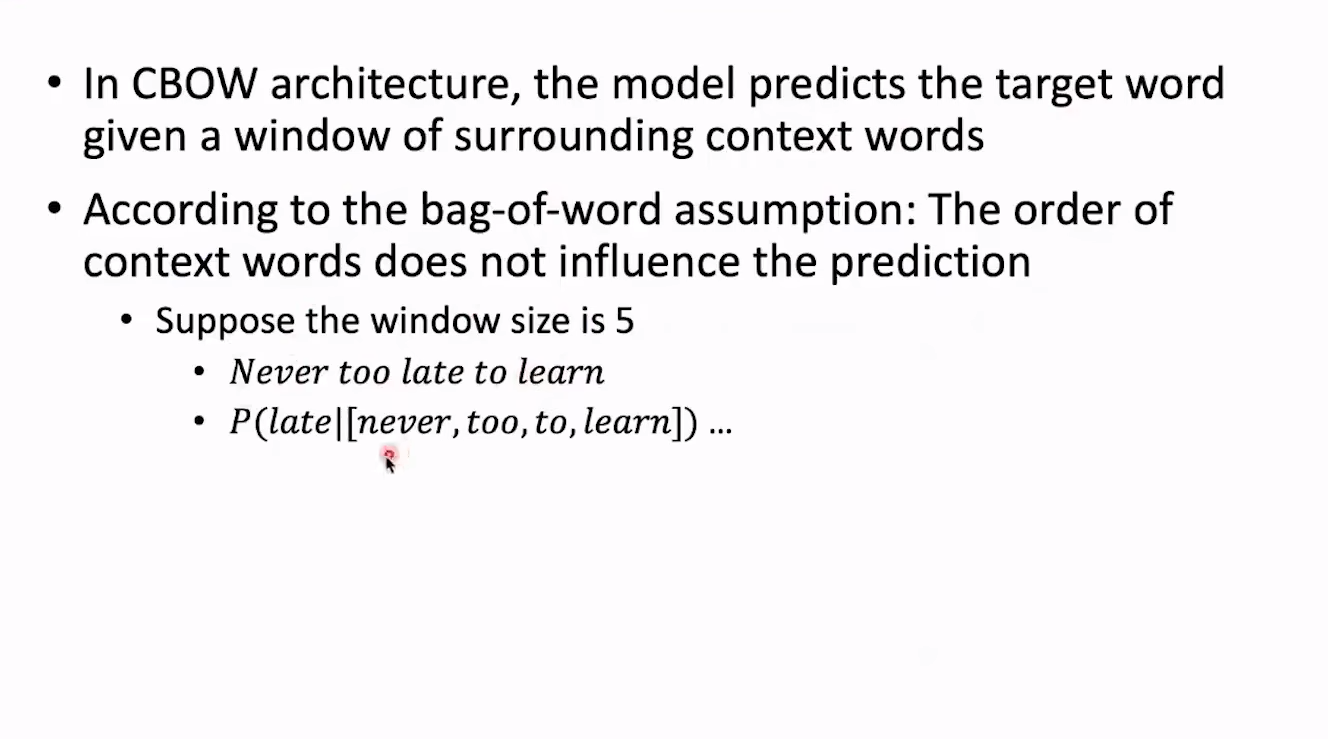 • In CBOW architecture, the model predicts the target word
given a window of surrounding context words
• According to the bag-of-word assumption: The order of
context words does not influence the prediction
• Suppose the window size is 5
• Never too late to learn
• P(late|[never, too, to, learn]) ...